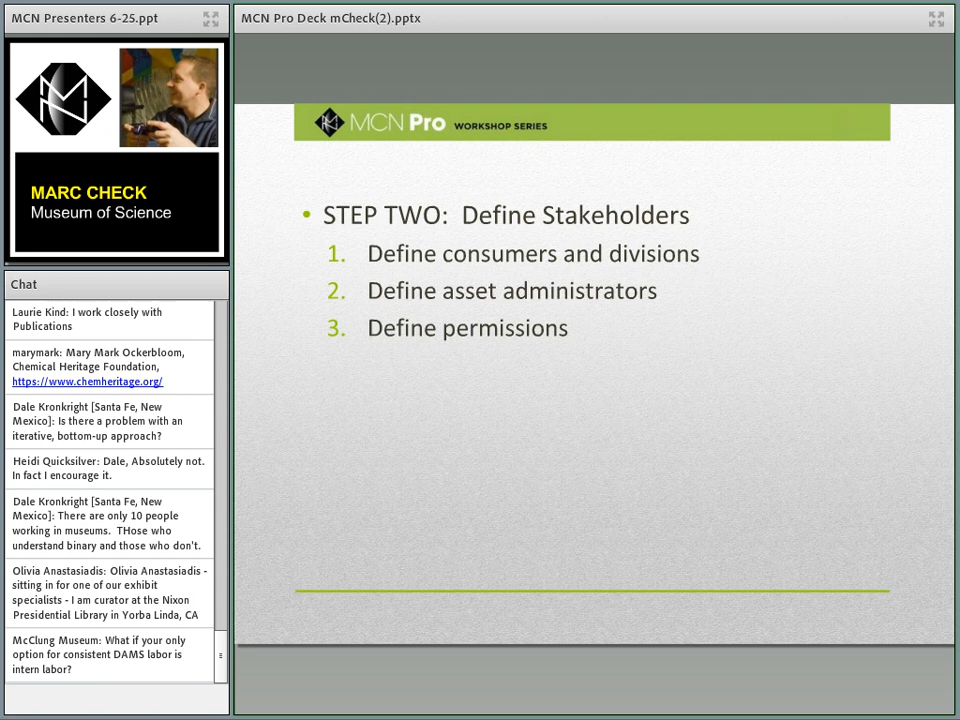 MCN Presenters 6-25.ppt
MARC CHECK
Museum of Science
Chat
Laurie Kind: I work closely with
Publications
marymark: Mary Mark Ockerbloom,
Chemical Heritage Foundation,
https://www.chemheritage.org/
Dale Kronkright [Santa Fe, New
Mexico]: Is there a problem with an
iterative, bottom-up approach?
Heidi Quicksilver: Dale, Absolutely not.
In fact I encourage it.
Dale Kronkright [Santa Fe, New
Mexico]: There are only 10 people
working in museums.  THose who
understand binary and those who don't.
Olivia Anastasiadis: Olivia Anastasiadis -
sitting in for one of our exhibit
specialists - I am curator at the Nixon
Presidential Library in Yorba Linda, CA
McClung Museum: What if your only
option for consistent DAMS labor is
intern labor?
MCN Pro Deck mCheck(2).pptx
MCN Pro WORKSHOP SERIES
• STEP TWO:  Define Stakeholders
1. Define consumers and divisions
2. Define asset administrators
3. Define permissions